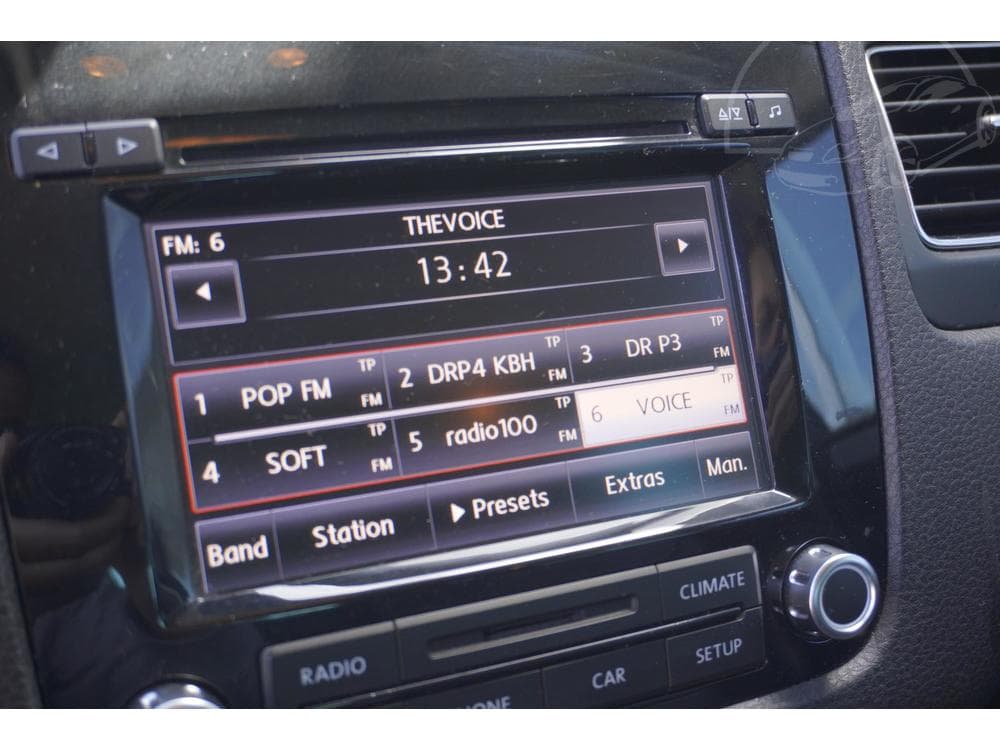 THEVOICE
FM: 6
13:42
1 POP FM TP FM
2 DRP4 KBH TP FM
3 DR P3 TP FM
4 SOFT TP FM
5 radio100 TP FM
6 VOICE TP FM
Band Station Presets Extras Man.
RADIO CLIMATE
CAR SETUP